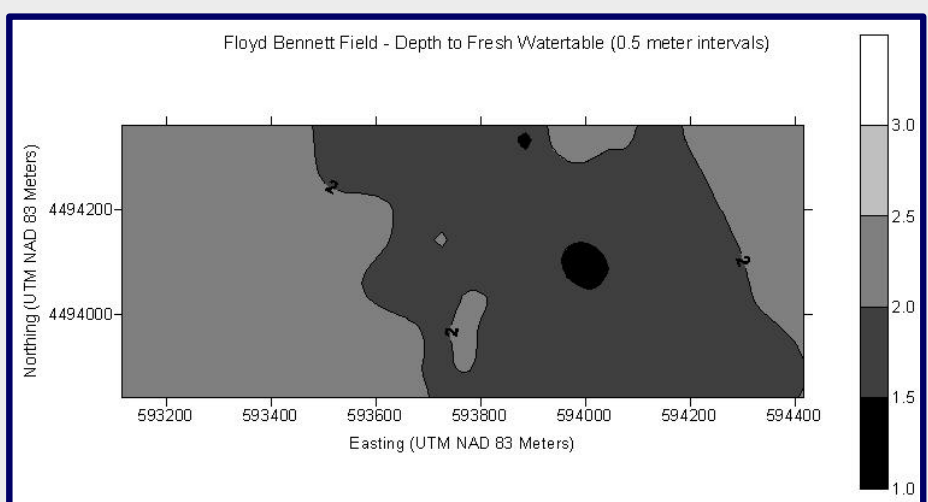 Floyd Bennett Field - Depth to Fresh Watertable (0.5 meter intervals)
3.0
2.5
2.0
1.5
1.0
Northing (UTM NAD 83 Meters)
4494200
4494000
2
2
2
593200 593400 593600 593800 594000 594200 594400
Easting (UTM NAD 83 Meters)